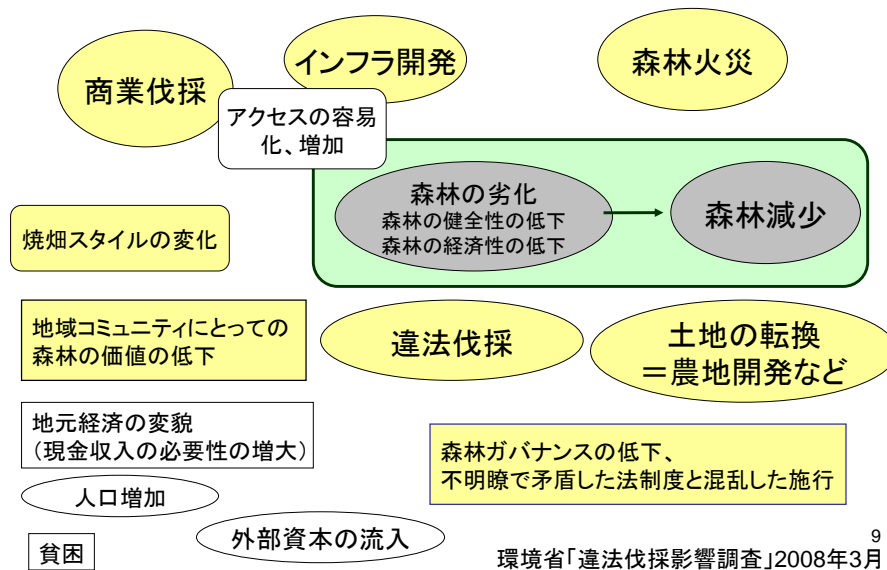 商業伐採
インフラ開発
森林火災
アクセスの容易
化、増加
森林の劣化
森林の健全性の低下
森林の経済性の低下
森林減少
焼畑スタイルの変化
地域コミュニティにとっての
森林の価値の低下
違法伐採
土地の転換
＝農地開発など
地元経済の変貌
（現金収入の必要性の増大）
森林ガバナンスの低下、
不明瞭で矛盾した法制度と混乱した施行
人口増加
外部資本の流入
貧困
9
環境省「違法伐採影響調査」2008年3月